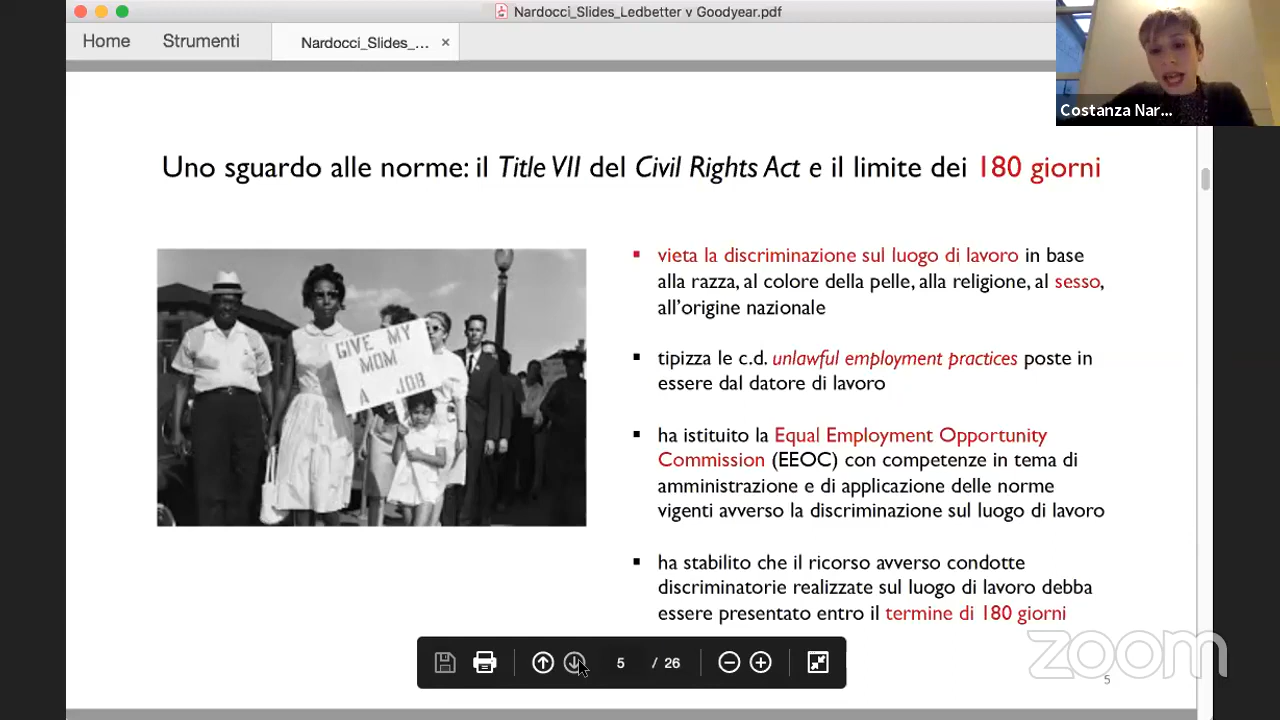 Nardocci_Slides_Ledbetter v Goodyear.pdf
Home
Strumenti
Nardocci_Slides_...
×
Costanza Nar...
Uno sguardo alle norme: il Title VII del Civil Rights Act e il limite dei 180 giorni
GIVE MY
MOM
A JOB
vieta la discriminazione sul luogo di lavoro in base
alla razza, al colore della pelle, alla religione, al sesso,
all’origine nazionale
tipizza le c.d. unlawful employment practices poste in
essere dal datore di lavoro
ha istituito la Equal Employment Opportunity
Commission (EEOC) con competenze in tema di
amministrazione e di applicazione delle norme
vigenti avverso la discriminazione sul luogo di lavoro
ha stabilito che il ricorso avverso condotte
discriminatorie realizzate sul luogo di lavoro debba
essere presentato entro il termine di 180 giorni
5 / 26
zoom
5